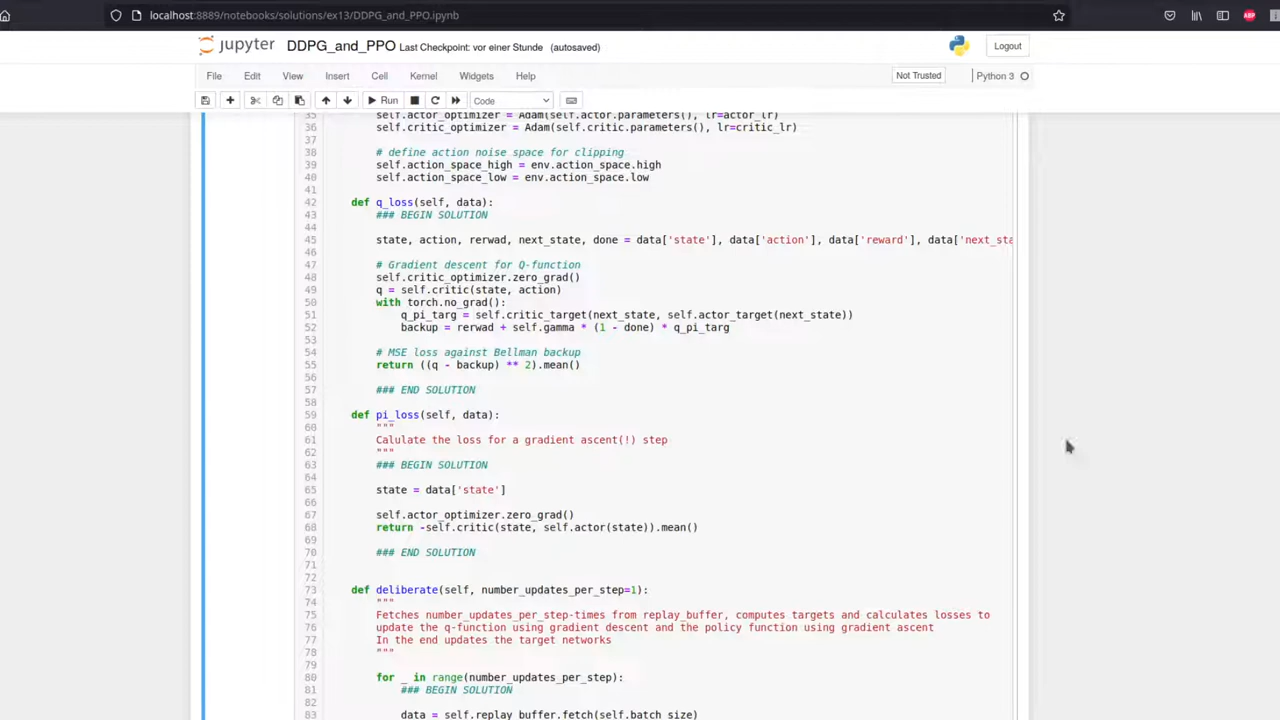 localhost:8889/notebooks/solutions/ex13/DDPG_and_PPO.ipynb
ABP
jupyter DDPG_and_PPO Last Checkpoint: vor einer Stunde (autosaved)
Logout
File Edit View Insert Cell Kernel Widgets Help
Not Trusted Python 3
Run Code
35 self.actor_optimizer = Adam(self.actor.parameters(), lr=actor_lr)
36 self.critic_optimizer = Adam(self.critic.parameters(), lr=critic_lr)
37
38 # define action noise space for clipping
39 self.action_space_high = env.action_space.high
40 self.action_space_low = env.action_space.low
41
42 def q_loss(self, data):
43 ### BEGIN SOLUTION
44
45 state, action, rerwad, next_state, done = data['state'], data['action'], data['reward'], data['next_sta
46
47 # Gradient descent for Q-function
48 self.critic_optimizer.zero_grad()
49 q = self.critic(state, action)
50 with torch.no_grad():
51 q_pi_targ = self.critic_target(next_state, self.actor_target(next_state))
52 backup = rerwad + self.gamma * (1 - done) * q_pi_targ
53
54 # MSE loss against Bellman backup
55 return ((q - backup) ** 2).mean()
56
57 ### END SOLUTION
58
59 def pi_loss(self, data):
60 """
61 Calulate the loss for a gradient ascent(!) step
62 """
63 ### BEGIN SOLUTION
64
65 state = data['state']
66
67 self.actor_optimizer.zero_grad()
68 return -self.critic(state, self.actor(state)).mean()
69
70 ### END SOLUTION
71
72
73 def deliberate(self, number_updates_per_step=1):
74 """
75 Fetches number_updates_per_step-times from replay_buffer, computes targets and calculates losses to
76 update the q-function using gradient descent and the policy function using gradient ascent
77 In the end updates the target networks
78 """
79
80 for _ in range(number_updates_per_step):
81 ### BEGIN SOLUTION
82
83 data = self.replay_buffer.fetch(self.batch_size)